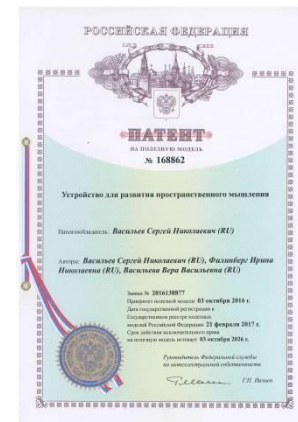 РОССИЙСКАЯ ФЕДЕРАЦИЯ
ПАТЕНТ
НА ПОЛЕЗНУЮ МОДЕЛЬ
№ 168862
Устройство для развития пространственного мышления
Патентообладатель: Васильев Сергей Николаевич (RU)
Авторы: Васильев Сергей Николаевич (RU), Филинберг Ирина
Николаевна (RU), Васильева Вера Васильевна (RU)
Заявка № 2016138877
Приоритет полезной модели 03 октября 2016 г.
Дата государственной регистрации в
Государственном реестре полезных
моделей Российской Федерации 21 февраля 2017 г.
Срок действия исключительного права
на полезную модель истекает 03 октября 2026 г.
Руководитель Федеральной службы
по интеллектуальной собственности
Г.П. Ивлиев